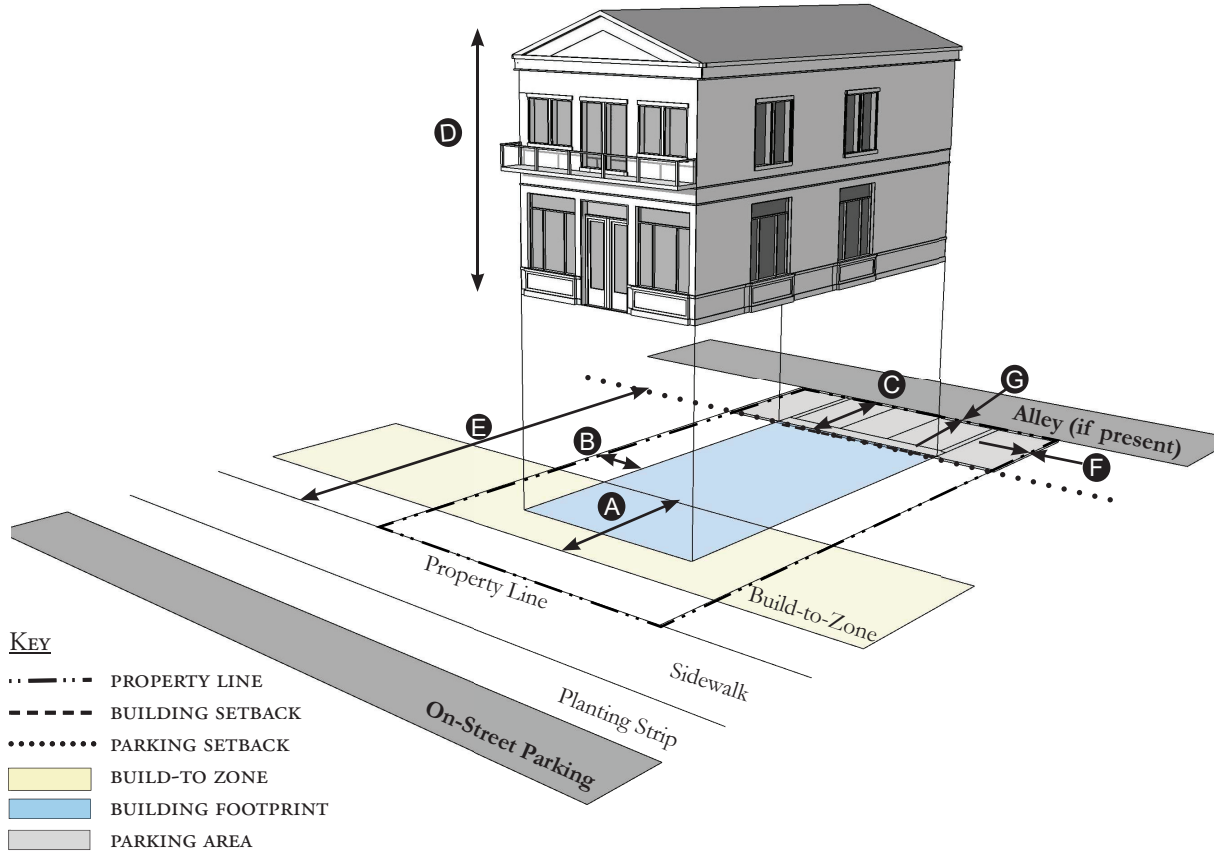 D
C
G
Alley (if present)
E
B
F
A
Property Line
Build-to-Zone
Sidewalk
Planting Strip
On-Street Parking
KEY
PROPERTY LINE
BUILDING SETBACK
PARKING SETBACK
BUILD-TO ZONE
BUILDING FOOTPRINT
PARKING AREA